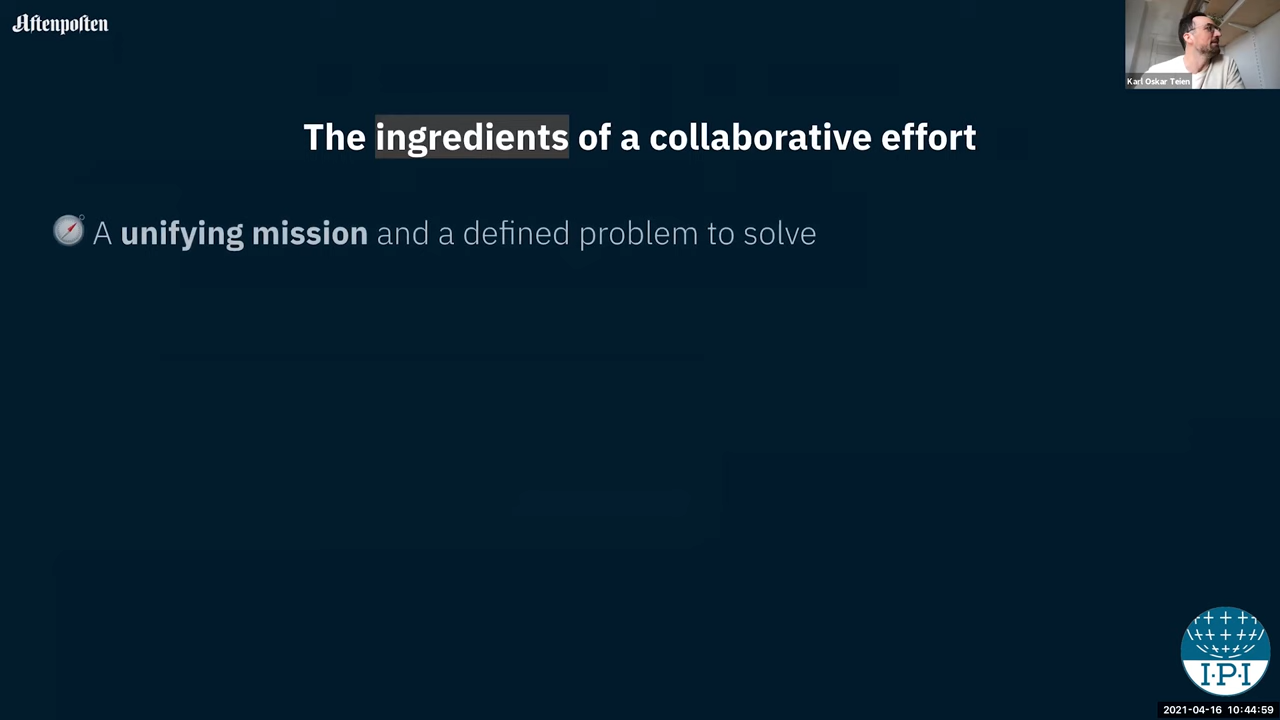 Aftenposten
Karl Oskar Teien
The ingredients of a collaborative effort
A unifying mission and a defined problem to solve
I·P·I
2021-04-16 10:44:59